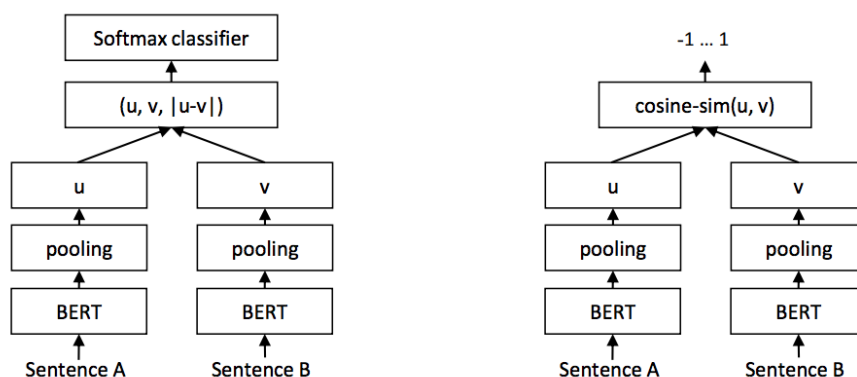 Softmax classifier
(u, v, |u-v|)
u
v
pooling
pooling
BERT
BERT
Sentence A
Sentence B
-1 … 1
cosine-sim(u, v)
u
v
pooling
pooling
BERT
BERT
Sentence A
Sentence B